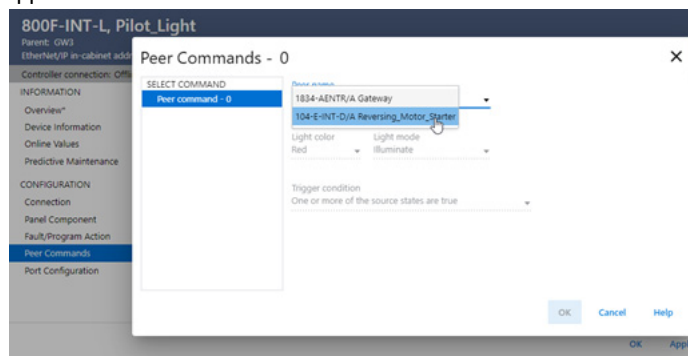 800F-INT-L, Pilot_Light
Parent: GW3
EtherNet/IP in-cabinet addr
Controller connection: Offli
INFORMATION
Overview*
Device Information
Online Values
Predictive Maintenance
CONFIGURATION
Connection
Panel Component
Fault/Program Action
Peer Commands
Port Configuration
Peer Commands - 0
SELECT COMMAND
Peer command - 0
Peer name
1834-AENTR/A Gateway
104-E-INT-D/A Reversing_Motor_Starter
Light color
Light mode
Red
Illuminate
Trigger condition
One or more of the source states are true
OK
Cancel
Help
OK
Appl